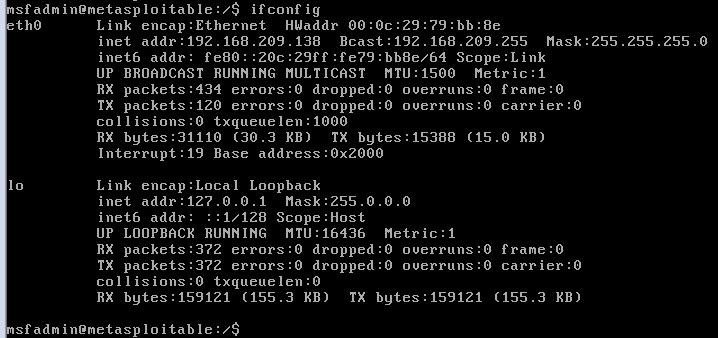 msfadmin@metasploitable:/$ ifconfig
eth0 Link encap:Ethernet HWaddr 00:0c:29:79:bb:8e
inet addr:192.168.209.138 Bcast:192.168.209.255 Mask:255.255.255.0
inet6 addr: fe80::20c:29ff:fe79:bb8e/64 Scope:Link
UP BROADCAST RUNNING MULTICAST MTU:1500 Metric:1
RX packets:434 errors:0 dropped:0 overruns:0 frame:0
TX packets:120 errors:0 dropped:0 overruns:0 carrier:0
collisions:0 txqueuelen:1000
RX bytes:31110 (30.3 KB) TX bytes:15388 (15.0 KB)
Interrupt:19 Base address:0x2000
lo Link encap:Local Loopback
inet addr:127.0.0.1 Mask:255.0.0.0
inet6 addr: ::1/128 Scope:Host
UP LOOPBACK RUNNING MTU:16436 Metric:1
RX packets:372 errors:0 dropped:0 overruns:0 frame:0
TX packets:372 errors:0 dropped:0 overruns:0 carrier:0
collisions:0 txqueuelen:0
RX bytes:159121 (155.3 KB) TX bytes:159121 (155.3 KB)
msfadmin@metasploitable:/$